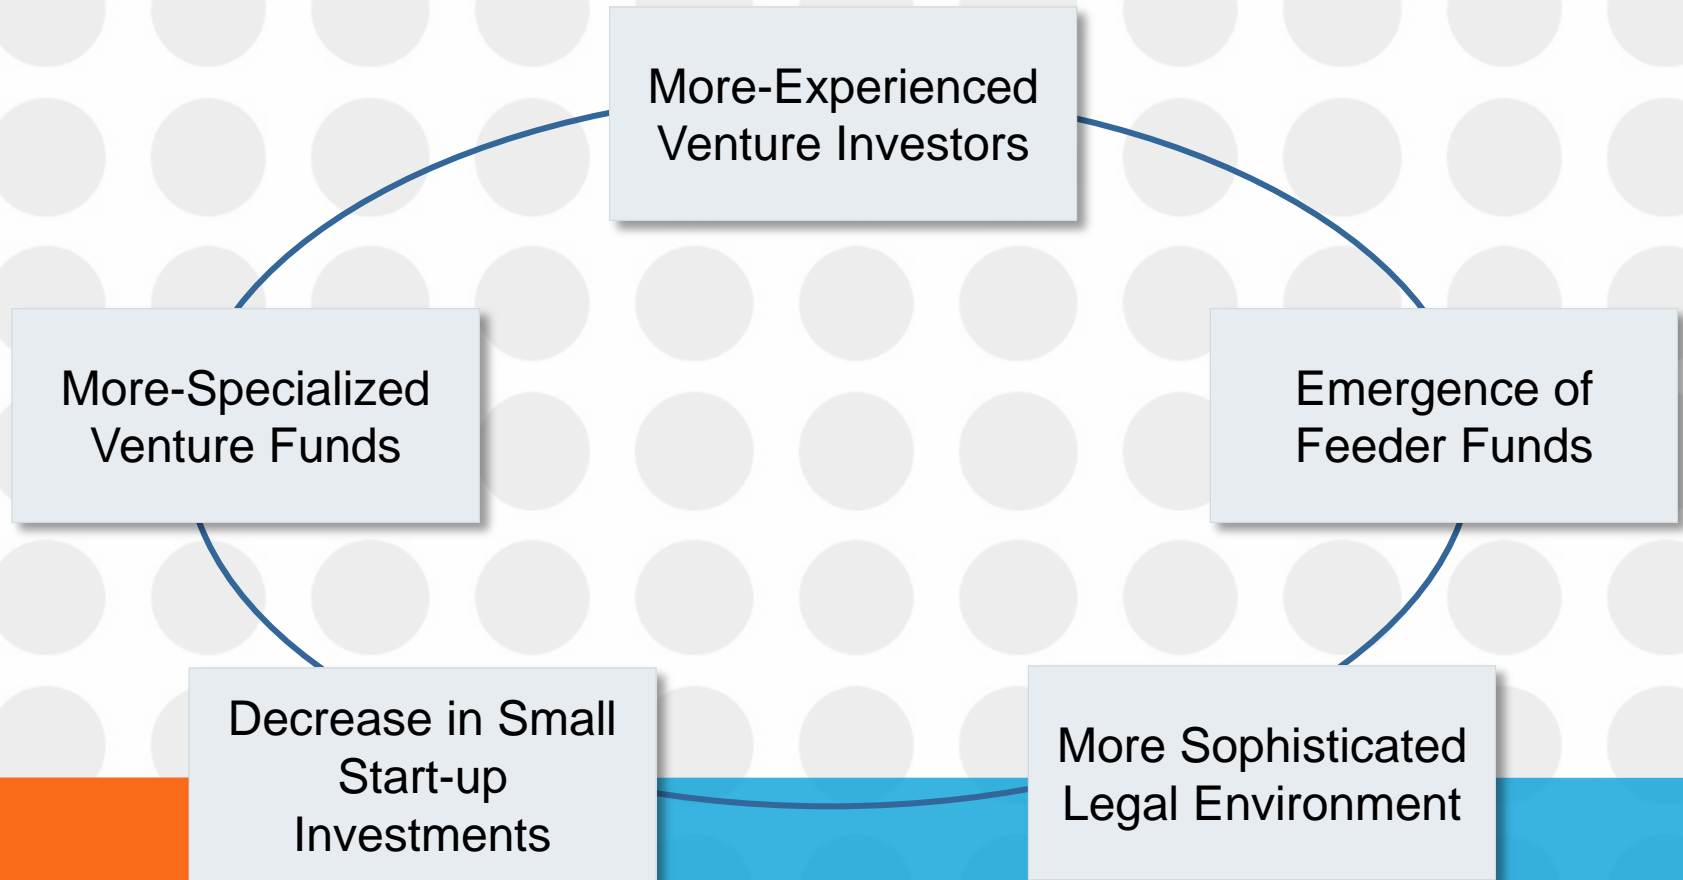 More-Experienced
Venture Investors
More-Specialized
Venture Funds
Emergence of
Feeder Funds
Decrease in Small
Start-up
Investments
More Sophisticated
Legal Environment